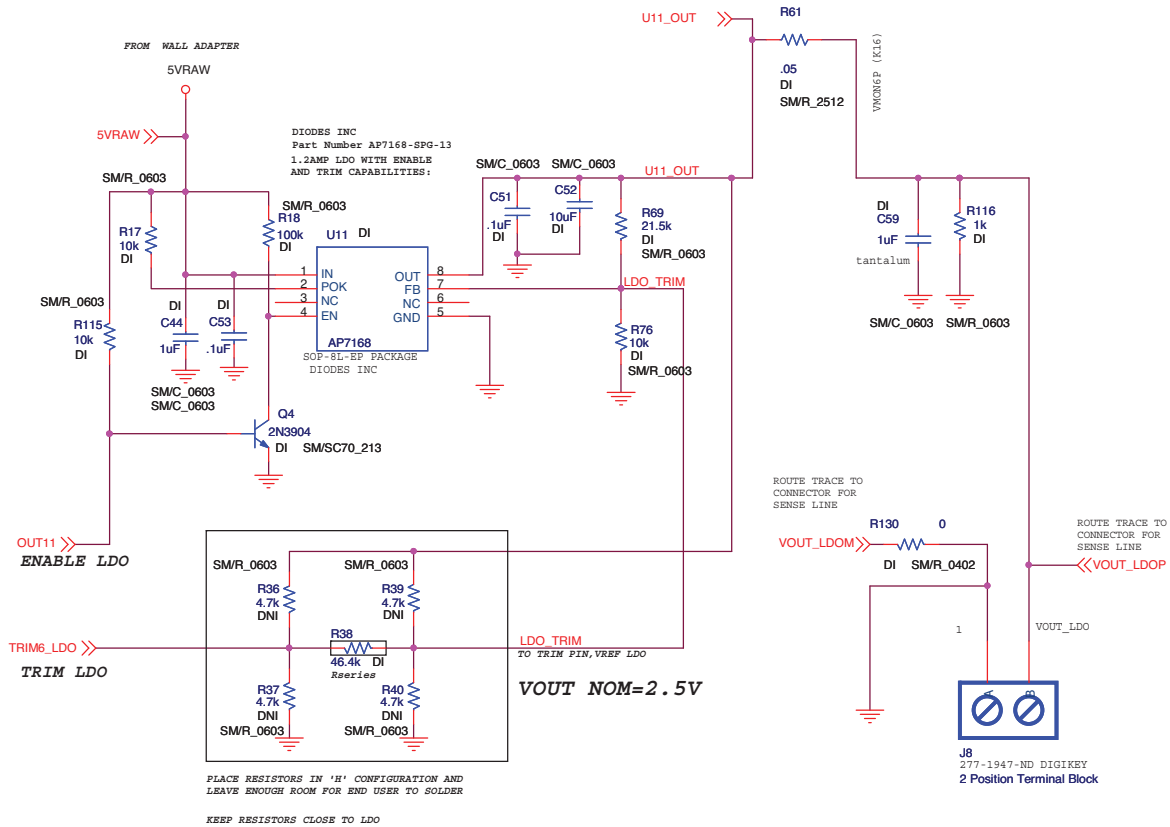 U11_OUT
R61
.05
DI
SM/R_2512
VMON6P (K16)
FROM WALL ADAPTER
5VRAW
5VRAW
DIODES INC
Part Number AP7168-SPG-13
1.2AMP LDO WITH ENABLE
AND TRIM CAPABILITIES:
SM/R_0603
SM/R_0603
R17
10k
DI
R18
100k
DI
U11
DI
1
IN
2
POK
3
NC
4
EN
OUT
8
FB
7
NC
6
GND
5
AP7168
SOP-8L-EP PACKAGE
DIODES INC
SM/C_0603
SM/C_0603
U11_OUT
C51
.1uF
DI
C52
10uF
DI
R69
21.5k
DI
SM/R_0603
LDO_TRIM
R76
10k
DI
SM/R_0603
DI
C59
1uF
tantalum
R116
1k
DI
SM/C_0603
SM/R_0603
SM/R_0603
R115
10k
DI
DI
C44
1uF
DI
C53
.1uF
SM/C_0603
SM/C_0603
Q4
2N3904
DI
SM/SC70_213
OUT11
ENABLE LDO
TRIM6_LDO
TRIM LDO
SM/R_0603
SM/R_0603
R36
4.7k
DNI
R39
4.7k
DNI
R38
46.4k
DI
Rseries
R37
4.7k
DNI
SM/R_0603
R40
4.7k
DNI
SM/R_0603
LDO_TRIM
TO TRIM PIN,VREF LDO
VOUT NOM=2.5V
PLACE RESISTORS IN 'H' CONFIGURATION AND
LEAVE ENOUGH ROOM FOR END USER TO SOLDER
KEEP RESISTORS CLOSE TO LDO
ROUTE TRACE TO
CONNECTOR FOR
SENSE LINE
VOUT_LDOM
R130
0
DI
SM/R_0402
ROUTE TRACE TO
CONNECTOR FOR
SENSE LINE
VOUT_LDOP
1
VOUT_LDO
A
B
J8
277-1947-ND DIGIKEY
2 Position Terminal Block